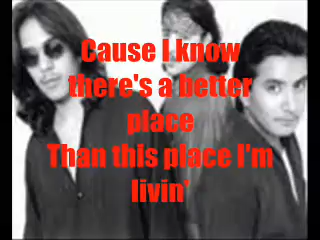 Cause I know
there's a better
place
Than this place I'm
livin'